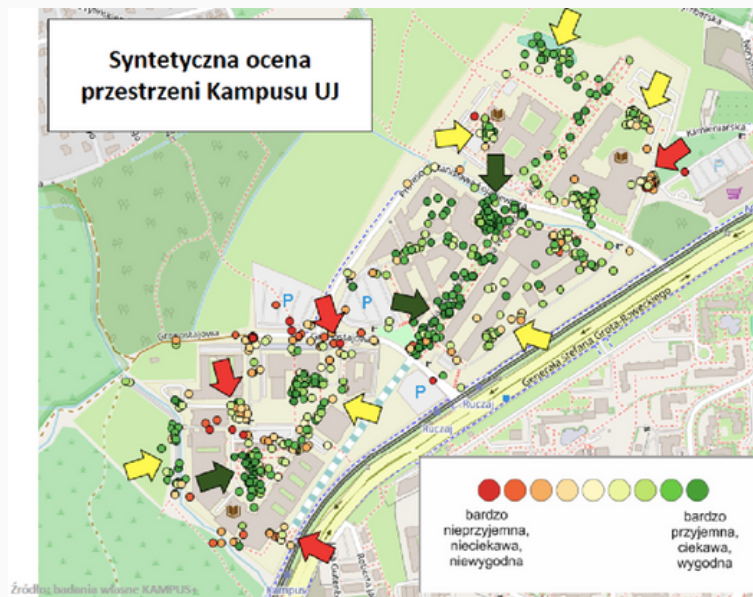 Syntetyczna ocena
przestrzeni Kampusu UJ
Kamieniarska
P
P
P
Grota-Roweckiego
Generała Stefana
Ruczaj
Ruczaj
Kampus
bardzo
nieprzyjemna,
nieciekawa,
niewygodna
bardzo
przyjemna,
ciekawa,
wygodna
Źródło: badania własne KAMPUS+